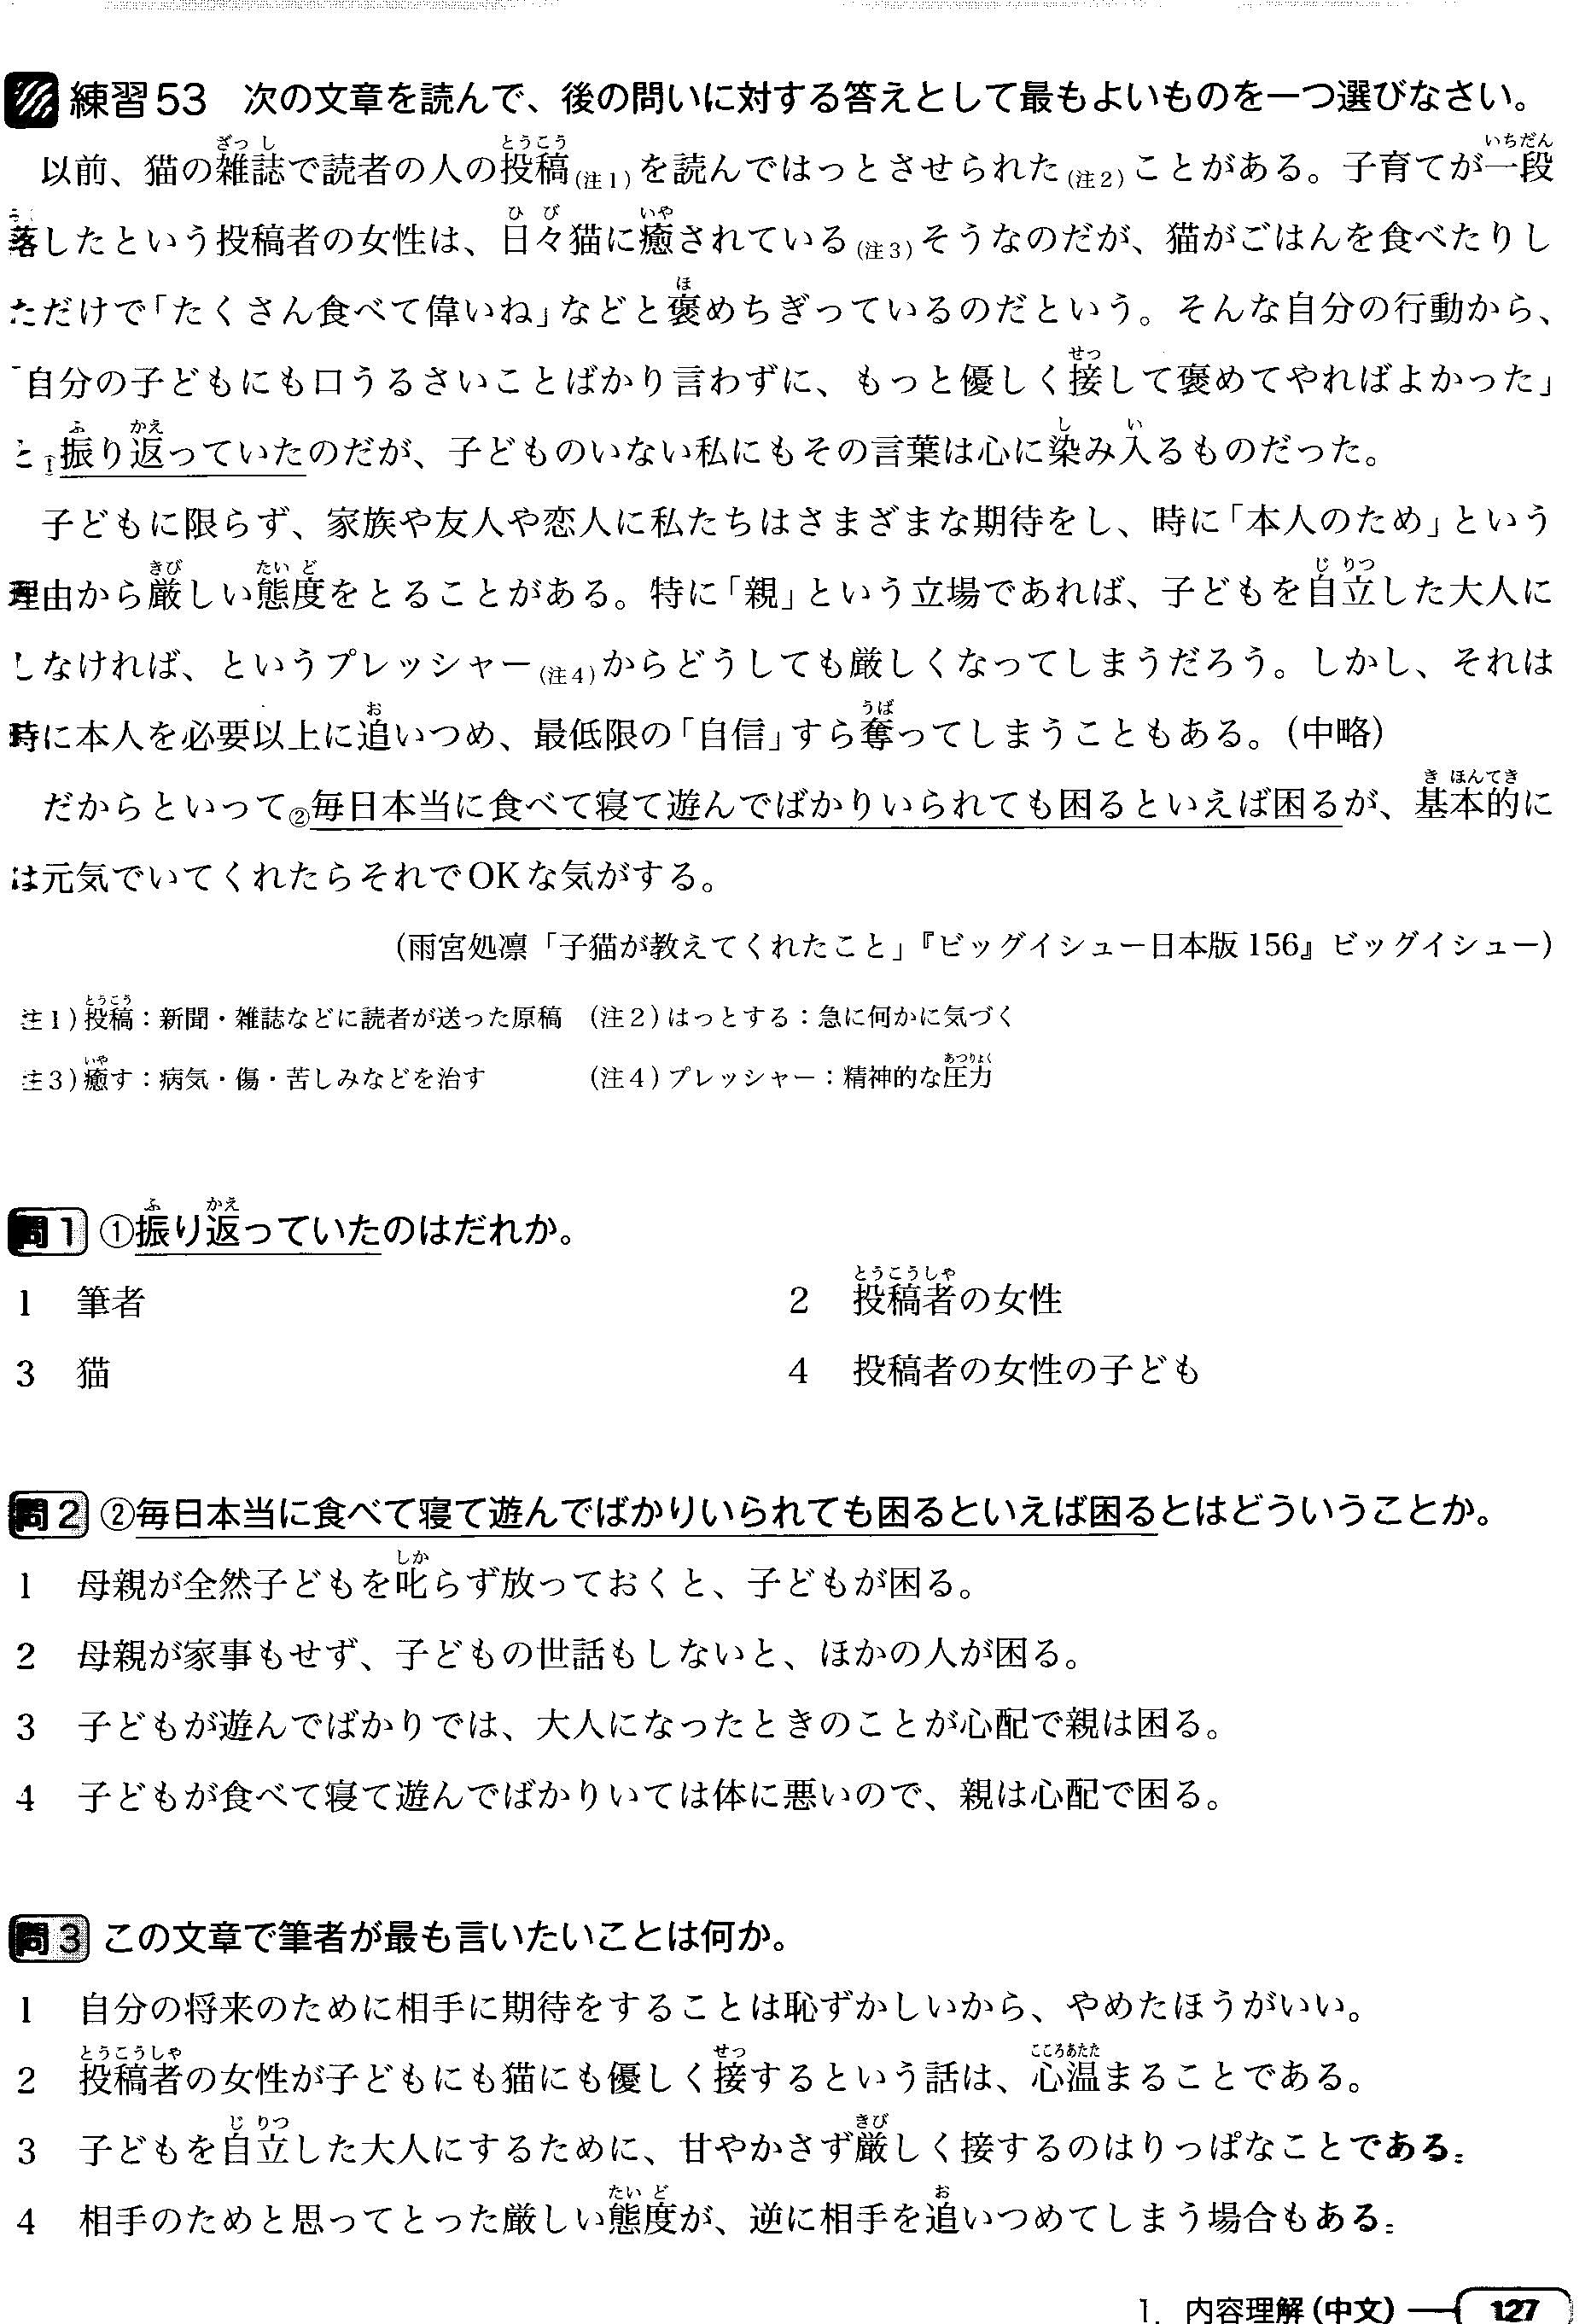 練習53 次の文章を読んで、後の問いに対する答えとして最もよいものを一つ選びなさい。
以前、猫の雑誌で読者の人の投稿(注1)を読んではっとさせられた(注2)ことがある。子育てが一段
落したという投稿者の女性は、日々猫に癒されている(注3)そうなのだが、猫がごはんを食べたりし
ただけで「たくさん食べて偉いね」などと褒めちぎっているのだという。そんな自分の行動から、
「自分の子どもにも口うるさいことばかり言わずに、もっと優しく接して褒めてやればよかった」
と①振り返っていたのだが、子どものいない私にもその言葉は心に染み入るものだった。
子どもに限らず、家族や友人や恋人に私たちはさまざまな期待をし、時に「本人のため」という
理由から厳しい態度をとることがある。特に「親」という立場であれば、子どもを自立した大人に
しなければ、というプレッシャー(注4)からどうしても厳しくなってしまうだろう。しかし、それは
時に本人を必要以上に追いつめ、最低限の「自信」すら奪ってしまうこともある。(中略)
だからといって②毎日本当に食べて寝て遊んでばかりいられても困るといえば困るが、基本的に
は元気でいてくれたらそれでOKな気がする。
(雨宮処凛「子猫が教えてくれたこと」『ビッグイシュー日本版156』ビッグイシュー)
注1)投稿:新聞・雑誌などに読者が送った原稿 (注2)はっとする:急に何かに気づく
注3)癒す:病気・傷・苦しみなどを治す (注4)プレッシャー:精神的な圧力
問1 ①振り返っていたのはだれか。
1 筆者
2 投稿者の女性
3 猫
4 投稿者の女性の子ども
問2 ②毎日本当に食べて寝て遊んでばかりいられても困るといえば困るとはどういうことか。
1 母親が全然子どもを叱らず放っておくと、子どもが困る。
2 母親が家事もせず、子どもの世話もしないと、ほかの人が困る。
3 子どもが遊んでばかりでは、大人になったときのことが心配で親は困る。
4 子どもが食べて寝て遊んでばかりいては体に悪いので、親は心配で困る。
問3 この文章で筆者が最も言いたいことは何か。
1 自分の将来のために相手に期待をすることは恥ずかしいから、やめたほうがいい。
2 投稿者の女性が子どもにも猫にも優しく接するという話は、心温まることである。
3 子どもを自立した大人にするために、甘やかさず厳しく接するのはりっぱなことである。
4 相手のためと思ってとった厳しい態度が、逆に相手を追いつめてしまう場合もある。
1. 内容理解(中文) 127